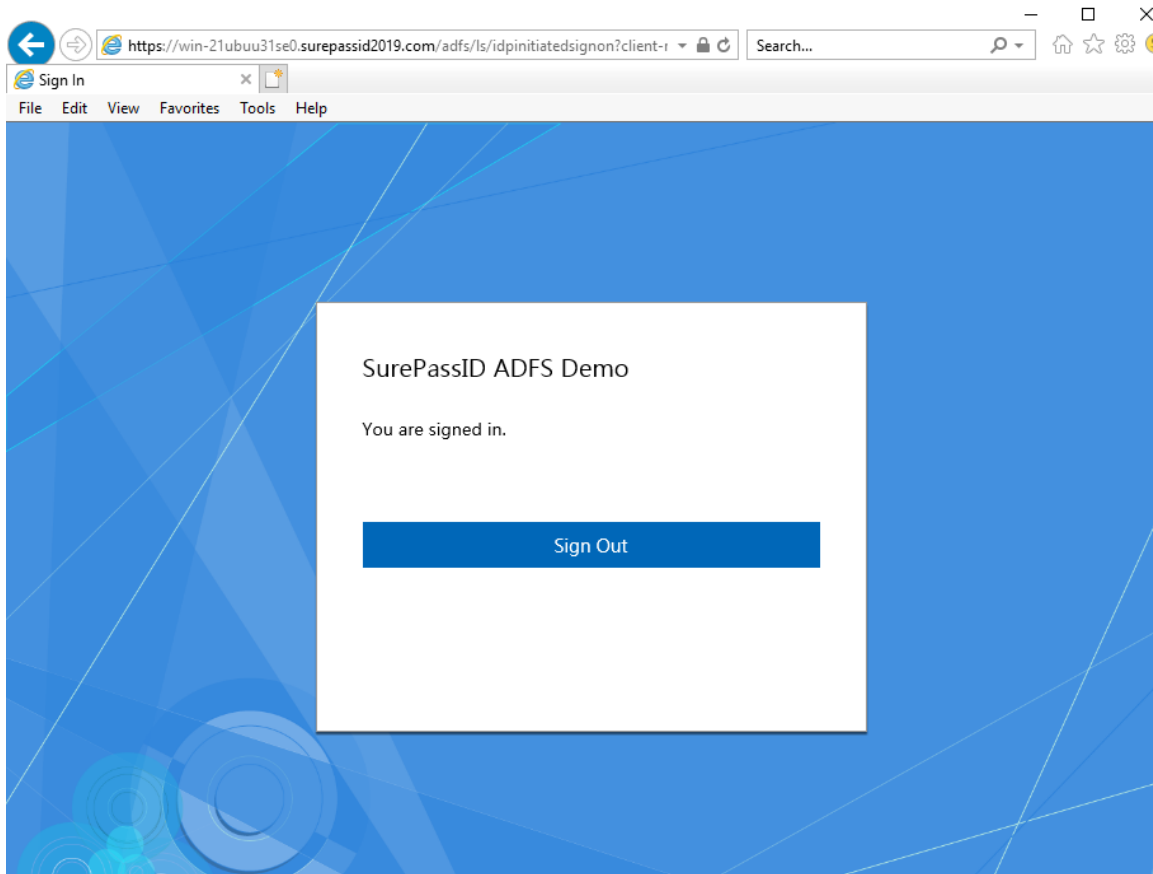 https://win-21ubuu31se0.surepassid2019.com/adfs/ls/idpinitiatedsignon?client-r
Search...
Sign In
File Edit View Favorites Tools Help
SurePassID ADFS Demo
You are signed in.
Sign Out